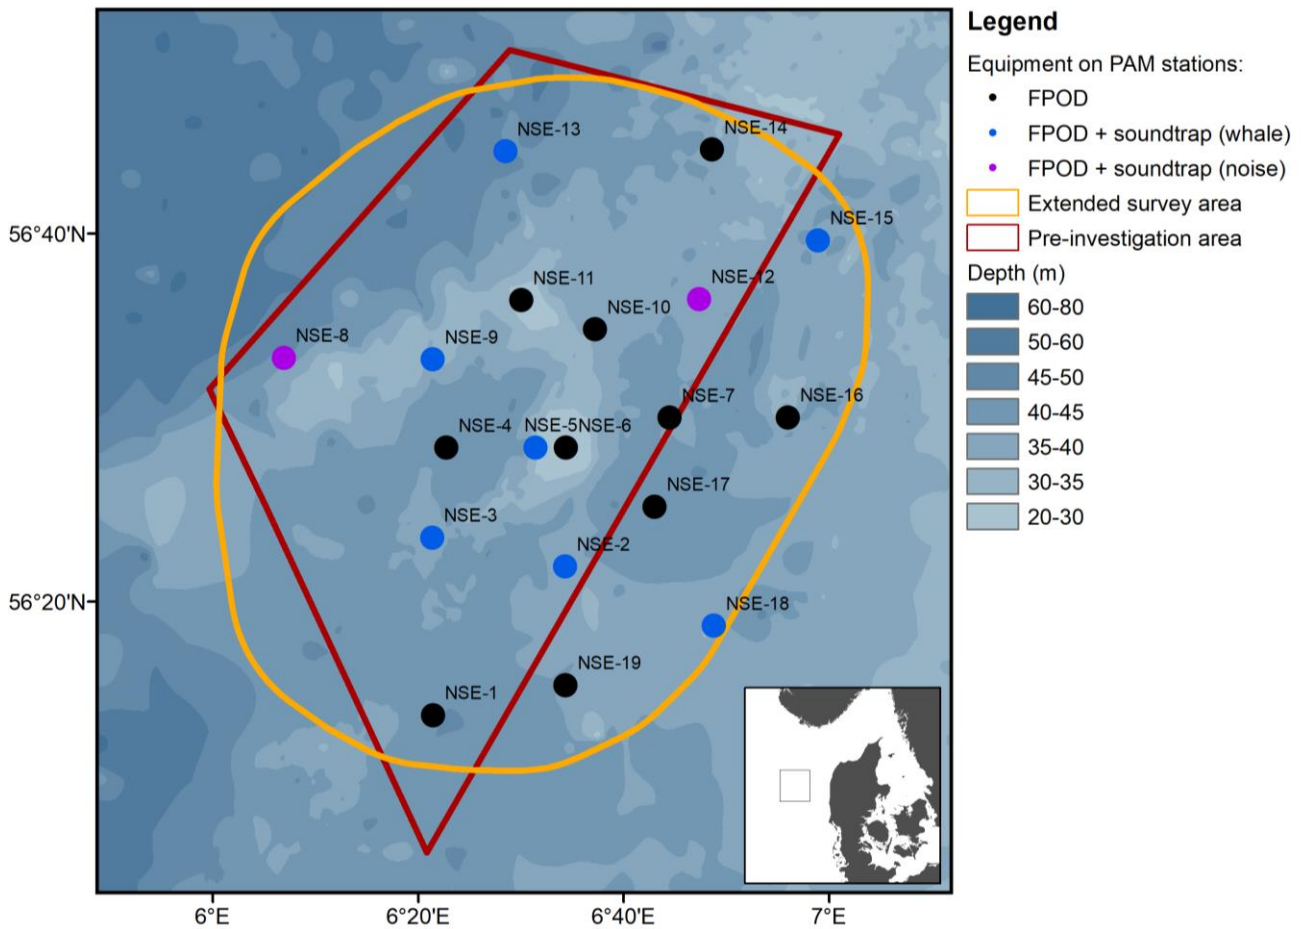 Legend
Equipment on PAM stations:
FPOD
FPOD + soundtrap (whale)
FPOD + soundtrap (noise)
Extended survey area
Pre-investigation area
Depth (m)
60-80
50-60
45-50
40-45
35-40
30-35
20-30
NSE-13
NSE-14
56°40'N
NSE-15
NSE-11
NSE-12
NSE-10
NSE-8
NSE-9
NSE-7
NSE-16
NSE-4
NSE-5
NSE-6
NSE-17
NSE-3
NSE-2
56°20'N
NSE-18
NSE-19
NSE-1
6°E
6°20'E
6°40'E
7°E